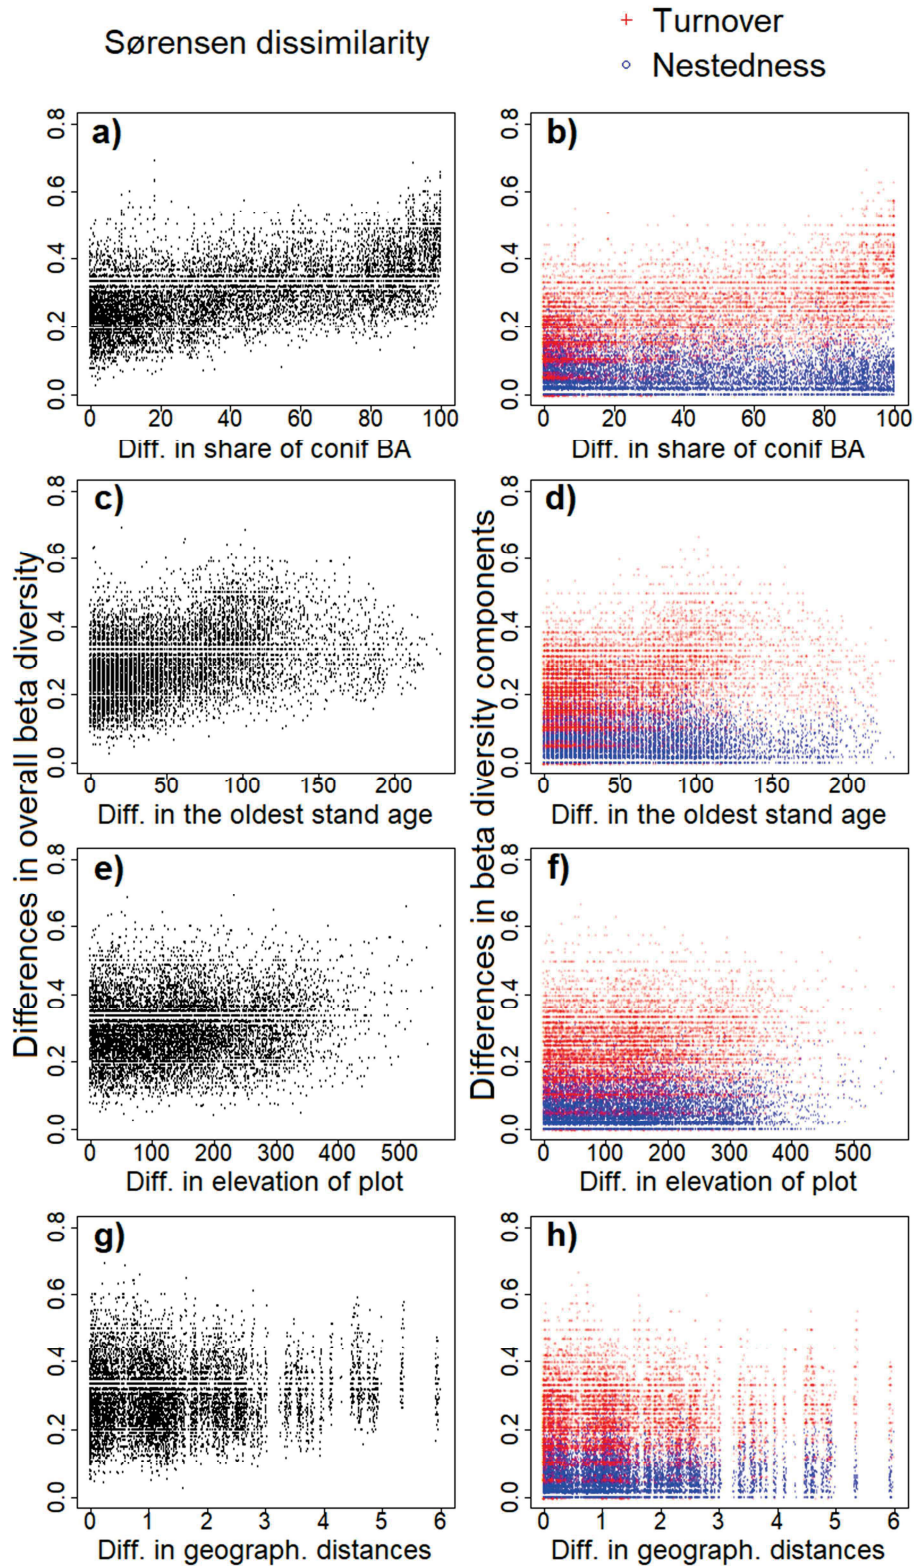 Sørensen dissimilarity
+ Turnover
○ Nestedness
a)
0.0 0.2 0.4 0.6 0.8
0 20 40 60 80 100
Diff. in share of conif BA
b)
0.0 0.2 0.4 0.6 0.8
0 20 40 60 80 100
Diff. in share of conif BA
Differences in overall beta diversity
c)
0.0 0.2 0.4 0.6 0.8
0 50 100 150 200
Diff. in the oldest stand age
Differences in beta diversity components
d)
0.0 0.2 0.4 0.6 0.8
0 50 100 150 200
Diff. in the oldest stand age
e)
0.0 0.2 0.4 0.6 0.8
0 100 200 300 400 500
Diff. in elevation of plot
f)
0.0 0.2 0.4 0.6 0.8
0 100 200 300 400 500
Diff. in elevation of plot
g)
0.0 0.2 0.4 0.6 0.8
0 1 2 3 4 5 6
Diff. in geograph. distances
h)
0.0 0.2 0.4 0.6 0.8
0 1 2 3 4 5 6
Diff. in geograph. distances